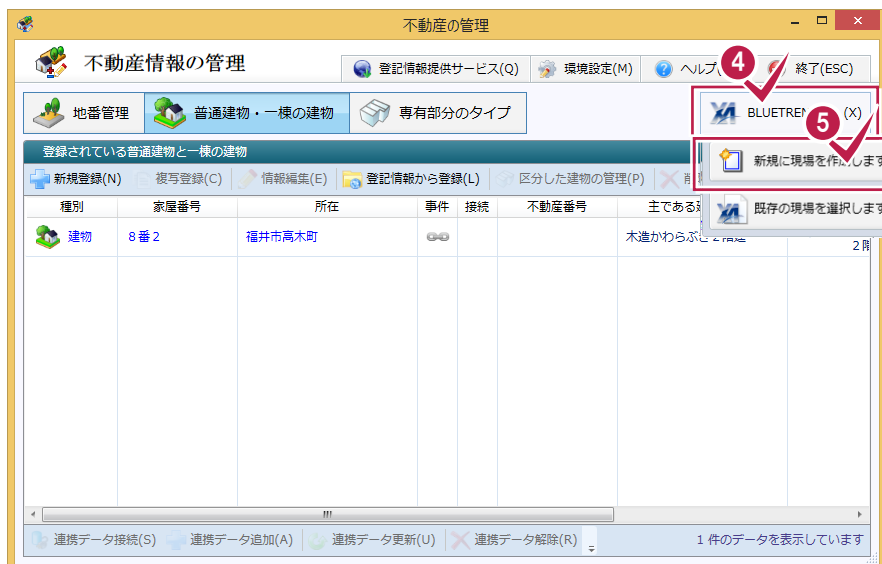 不動産の管理
不動産情報の管理
登記情報提供サービス(Q) 環境設定(M) ヘルプ( 終了(ESC)
4
地番管理 普通建物・一棟の建物 専有部分のタイプ
BLUETREN (X)
5
登録されている普通建物と一棟の建物
新規に現場を作成します
新規登録(N) 複写登録(C) 情報編集(E) 登記情報から登録(L) 区分した建物の管理(P)
既存の現場を選択します
種別 家屋番号 所在 事件 接続 不動産番号 主である
建物 8番2 福井市高木町 木造かわらぶき2階建
2階
連携データ接続(S) 連携データ追加(A) 連携データ更新(U) 連携データ解除(R) 1 件のデータを表示しています